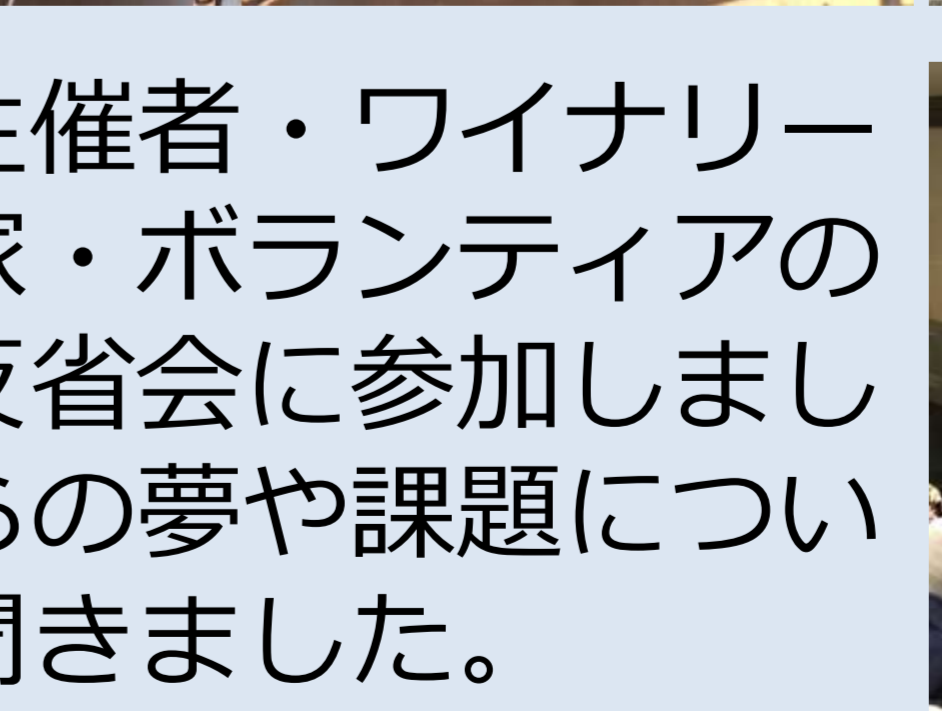 催者・ワイナリー
・ボランティアの
省会に参加しまし
の夢や課題につい
きました。